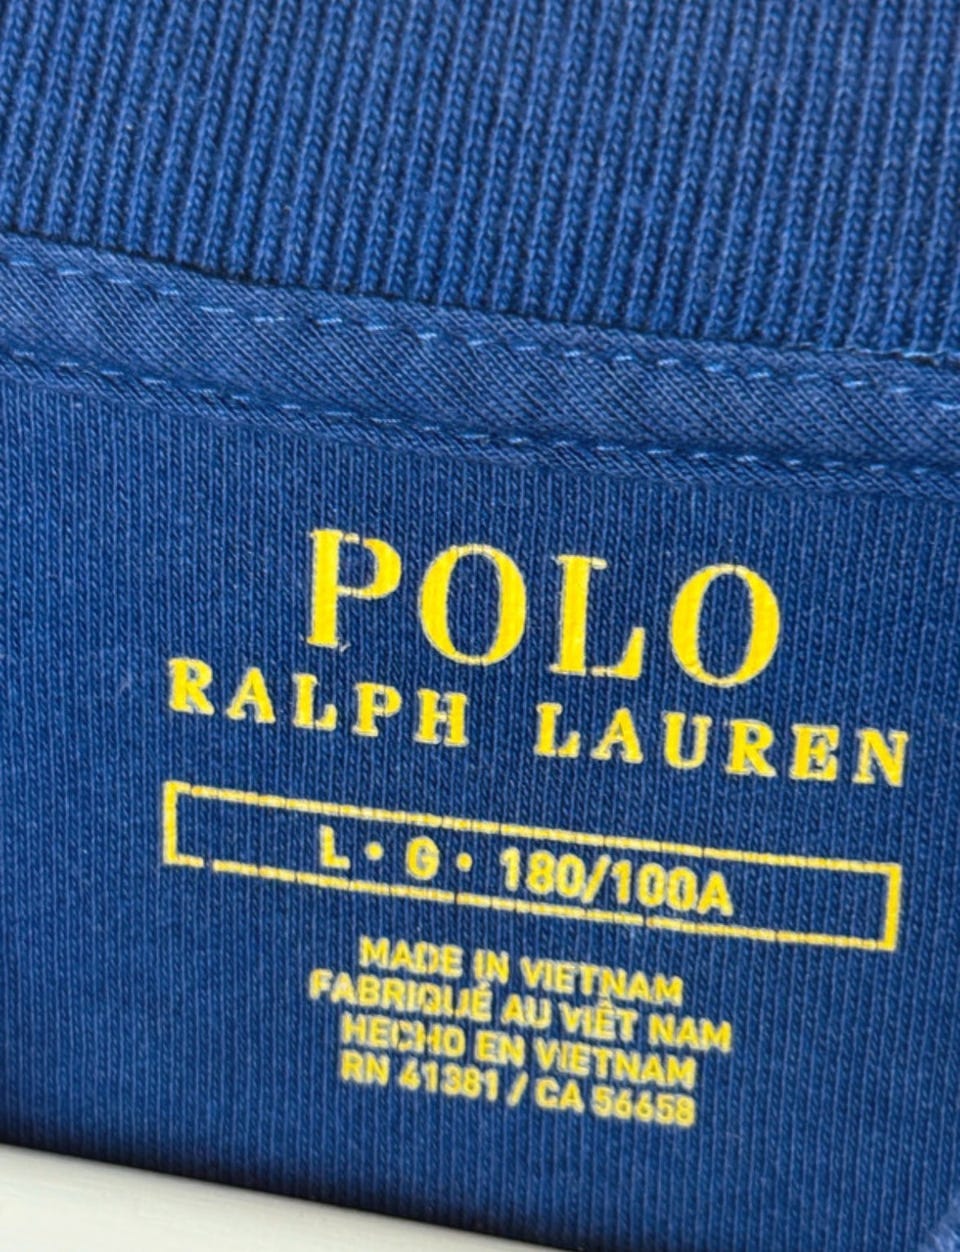 POLO
RALPH LAUREN
L • G • 180/100A
MADE IN VIETNAM
FABRIQUÉ AU VIÊT NAM
HECHO EN VIETNAM
RN 41381 / CA 56658